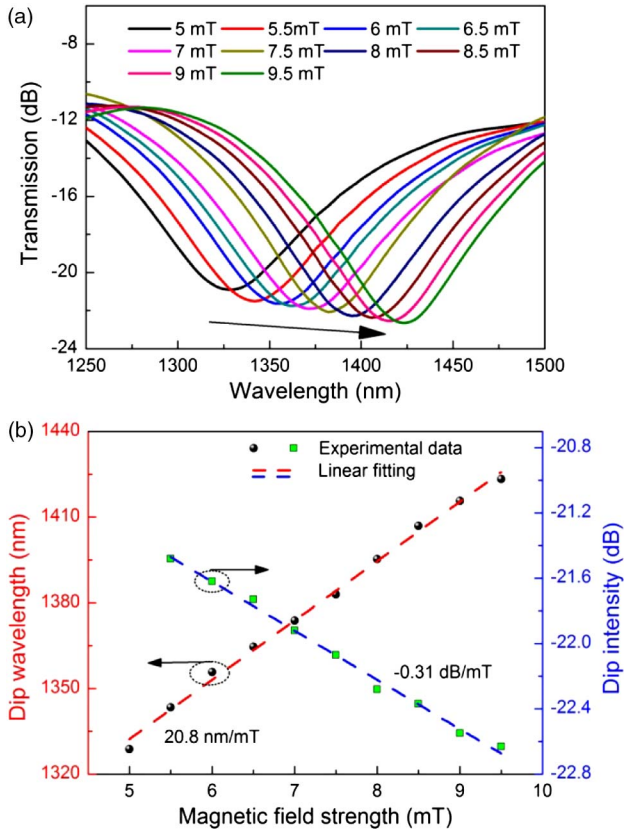 (a)
5 mT 5.5mT 6 mT 6.5 mT
7 mT 7.5 mT 8 mT 8.5 mT
9 mT 9.5 mT
Transmission (dB)
-8
-12
-16
-20
-24
1250 1300 1350 1400 1450 1500
Wavelength (nm)
(b)
Dip wavelength (nm)
1440
1410
1380
1350
1320
Experimental data
Linear fitting
-0.31 dB/mT
20.8 nm/mT
-20.8
-21.2
-21.6
-22.0
-22.4
-22.8
Dip intensity (dB)
5 6 7 8 9 10
Magnetic field strength (mT)